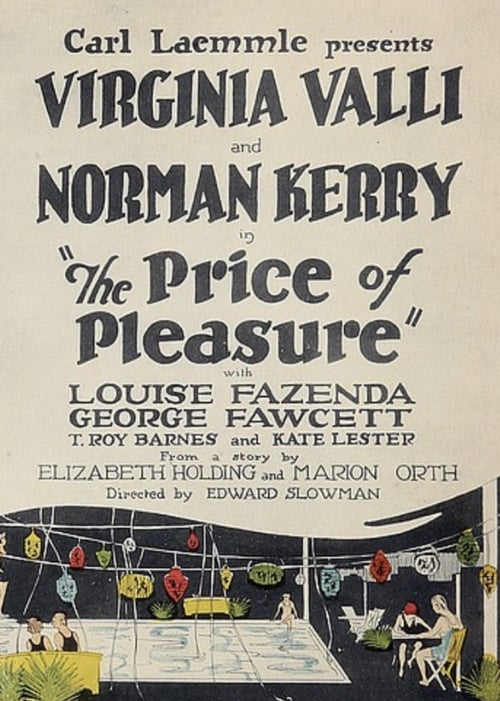 Carl Laemmle presents
VIRGINIA VALLI
and
NORMAN KERRY
in
"The Price of
Pleasure"
with
LOUISE FAZENDA
GEORGE FAWCETT
T. ROY BARNES and KATE LESTER
From a story by
ELIZABETH HOLDING and MARION ORTH
Directed by EDWARD SLOWMAN